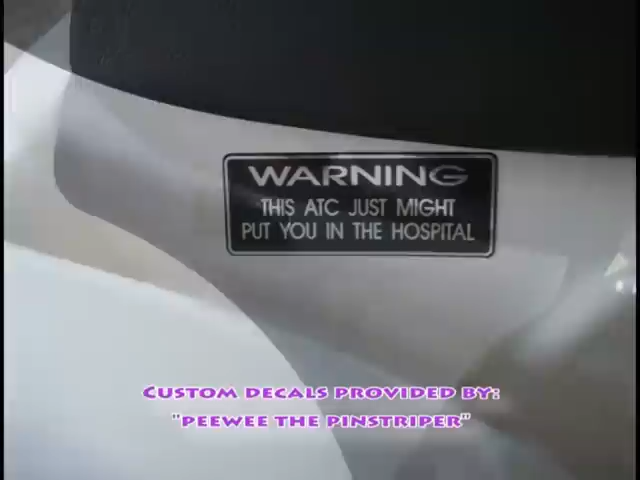 WARNING
THIS ATC JUST MIGHT
PUT YOU IN THE HOSPITAL
CUSTOM DECALS PROVIDED BY:
"PEEWEE THE PINSTRIPER"